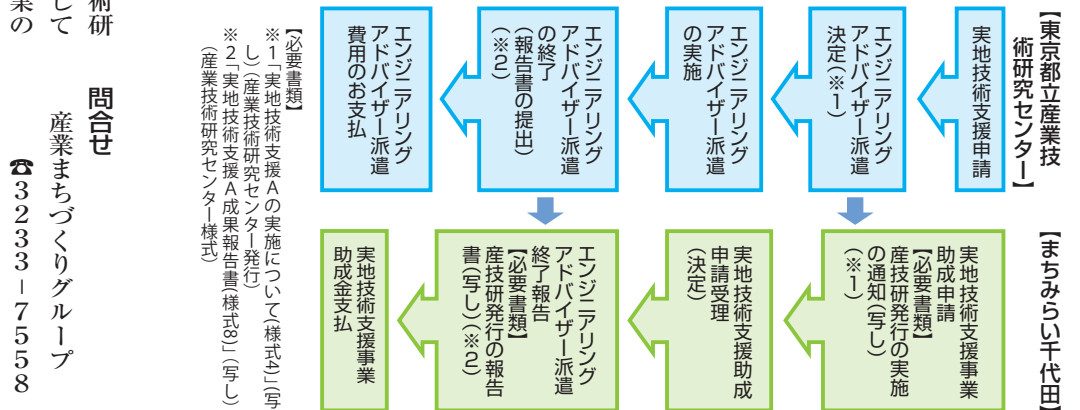 【東京都立産業技
術研究センター】
実地技術支援申請
エンジニアリング
アドバイザー派遣
決定（※1）
エンジニアリング
アドバイザー派遣
の実施
エンジニアリング
アドバイザー派遣
の終了
（報告書の提出）
（※2）
エンジニアリング
アドバイザー派遣
費用のお支払
【まちみらい千代田】
実地技術支援事業
助成申請
【必要書類】
産技研発行の実施
の通知（写し）
（※1）
実地技術支援助成
申請受理
（決定）
エンジニアリング
アドバイザー派遣
終了報告
【必要書類】
産技研発行の報告
書（写し）（※2）
実地技術支援事業
助成金支払
【必要書類】
※1「実地技術支援Ａの実施について（様式4）」（写
し）（産業技術研究センター発行）
※2「実地技術支援Ａ成果報告書（様式8）」（写し）
（産業技術研究センター様式）
問合せ
産業まちづくりグループ
☎3233－7558
術研
して
業の